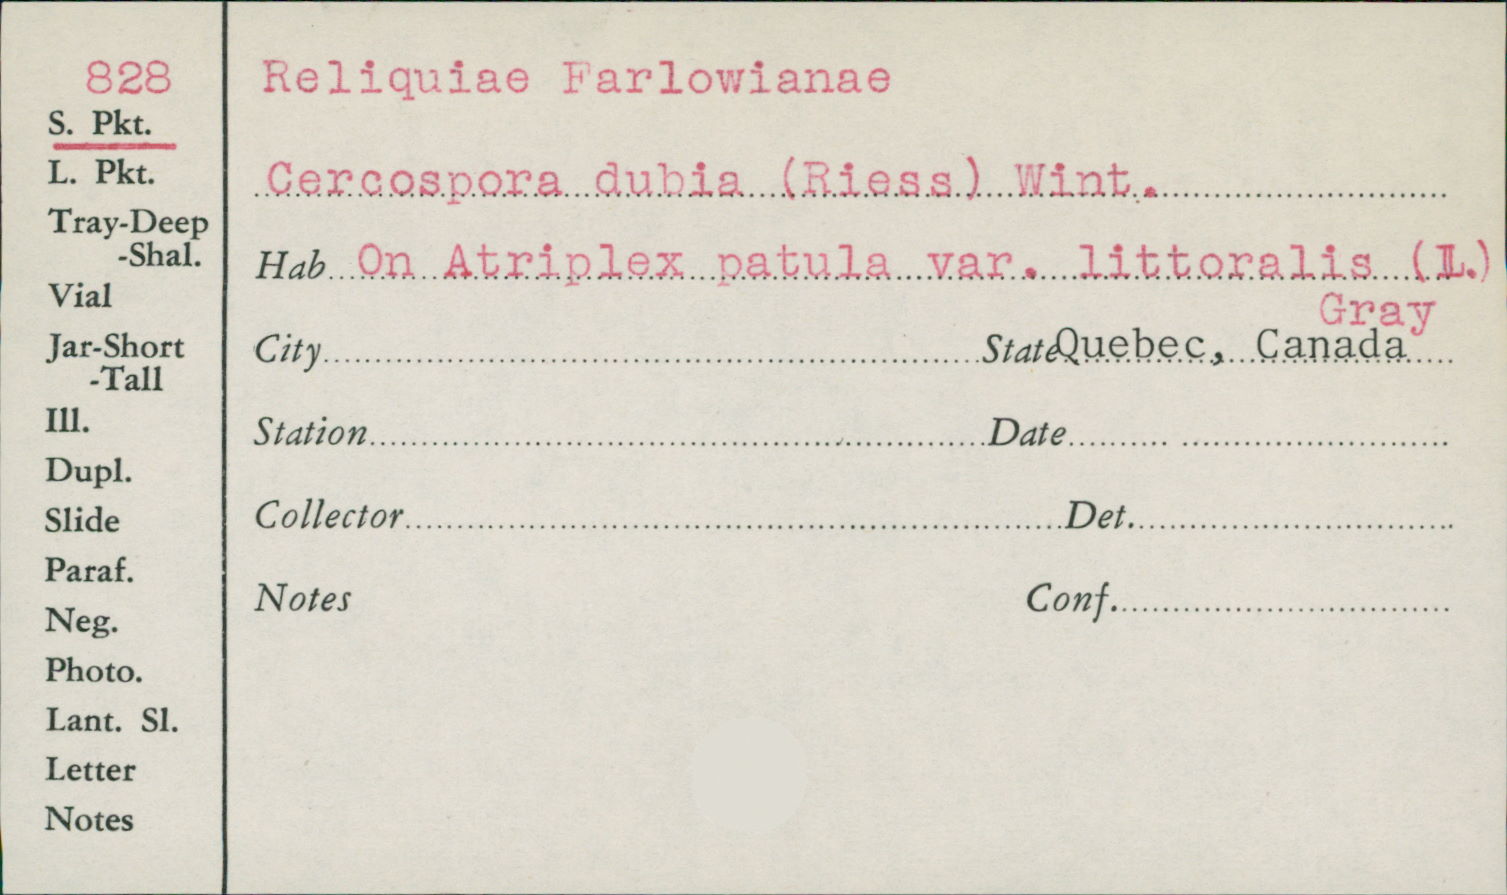 828
S. Pkt.
L. Pkt.
Tray-Deep
-Shal.
Vial
Jar-Short
-Tall
Ill.
Dupl.
Slide
Paraf.
Neg.
Photo.
Lant. Sl.
Letter
Notes
Reliquiae Farlowianae
Cercospora dubia (Riess) Wint.
Hab On Atriplex patula var. littoralis (L.)
Gray
City State Quebec, Canada
Station Date
Collector Det.
Notes Conf.